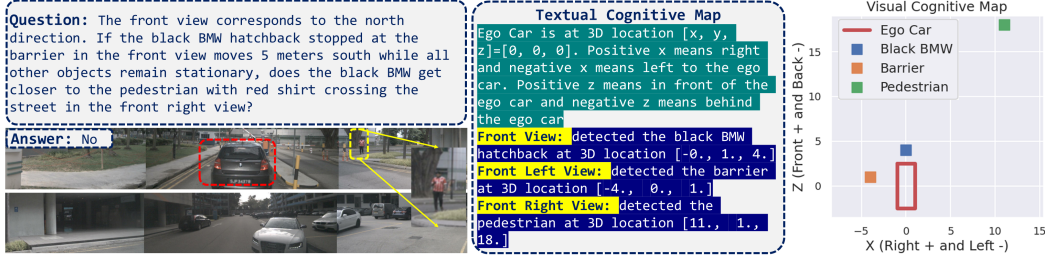 Question: The front view corresponds to the north
direction. If the black BMW hatchback stopped at the
barrier in the front view moves 5 meters south while all
other objects remain stationary, does the black BMW get
closer to the pedestrian with red shirt crossing the
street in the front right view?
Answer: No
Textual Cognitive Map
Ego Car is at 3D location [x, y,
z]=[0, 0, 0]. Positive x means right
and negative x means left to the ego
car. Positive z means in front of the
ego car and negative z means behind
the ego car
Front View: detected the black BMW
hatchback at 3D location [-0., 1., 4.]
Front Left View: detected the barrier
at 3D location [-4., 0., 1.]
Front Right View: detected the
pedestrian at 3D location [11., 1.,
18.]
Visual Cognitive Map
Ego Car
Black BMW
Barrier
Pedestrian
Z (Front + and Back -)
15
10
5
0
-5
0
5
10
15
X (Right + and Left -)